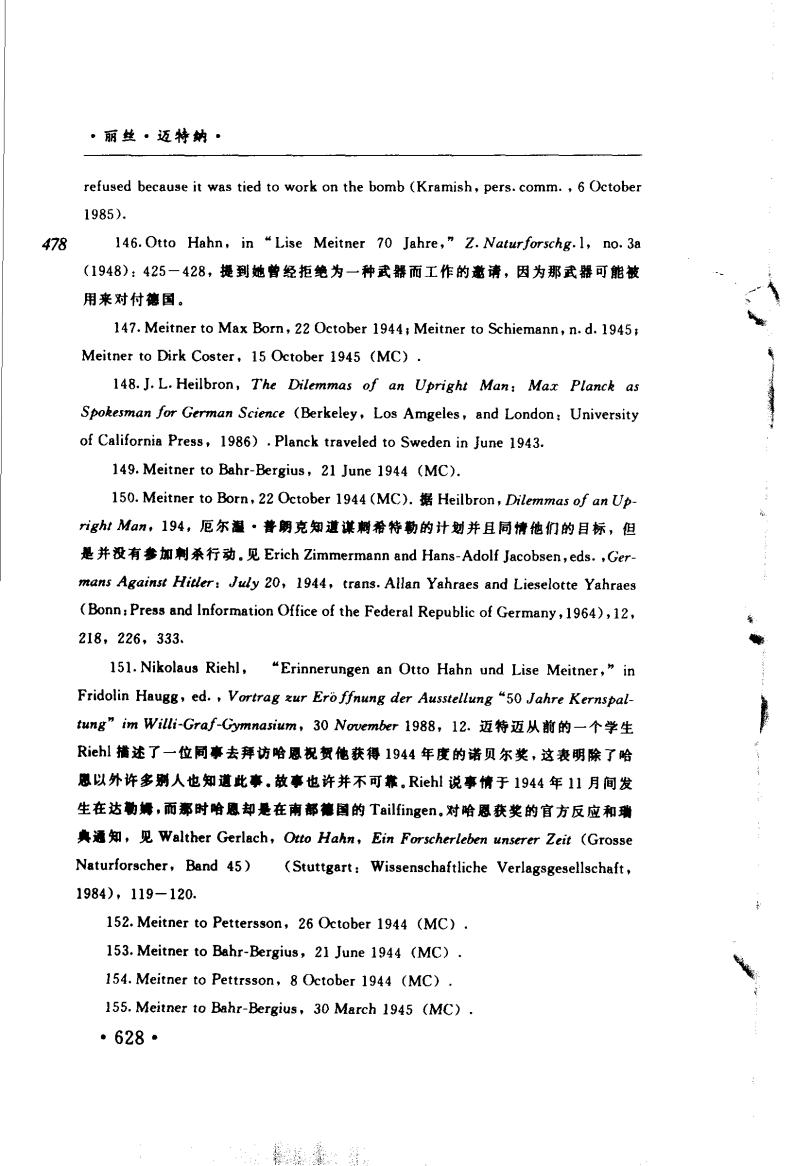 ·丽丝·迈特纳·
refused because it was tied to work on the bomb (Kramish, pers. comm. , 6 October
1985).
478
146. Otto Hahn, in “Lise Meitner 70 Jahre,” Z. Naturforschg. 1, no. 3a
(1948): 425－428, 提到她曾经拒绝为一种武器而工作的邀请，因为那武器可能被
用来对付德国。
147. Meitner to Max Born, 22 October 1944; Meitner to Schiemann, n. d. 1945;
Meitner to Dirk Coster, 15 October 1945 (MC) .
148. J. L. Heilbron, The Dilemmas of an Upright Man: Max Planck as
Spokesman for German Science (Berkeley, Los Amgeles, and London: University
of California Press, 1986) . Planck traveled to Sweden in June 1943.
149. Meitner to Bahr-Bergius, 21 June 1944 (MC).
150. Meitner to Born, 22 October 1944 (MC). 据 Heilbron, Dilemmas of an Up-
right Man, 194, 厄尔温·普朗克知道谋刺希特勒的计划并且同情他们的目标，但
是并没有参加刺杀行动。见 Erich Zimmermann and Hans-Adolf Jacobsen, eds. , Ger-
mans Against Hitler: July 20, 1944, trans. Allan Yahraes and Lieselotte Yahraes
(Bonn: Press and Information Office of the Federal Republic of Germany, 1964), 12,
218, 226, 333.
151. Nikolaus Riehl, “Erinnerungen an Otto Hahn und Lise Meitner,” in
Fridolin Haugg, ed. , Vortrag zur Eröffnung der Ausstellung “50 Jahre Kernspal-
tung” im Willi-Graf-Gymnasium, 30 November 1988, 12. 迈特迈从前的一个学生
Riehl 描述了一位同事去拜访哈恩祝贺他获得 1944 年度的诺贝尔奖，这表明除了哈
恩以外许多别人也知道此事。故事也许并不可靠。Riehl 说事情于 1944 年 11 月间发
生在达勒姆，而那时哈恩却是在南部德国的 Tailfingen。对哈恩获奖的官方反应和瑞
典通知，见 Walther Gerlach, Otto Hahn, Ein Forscherleben unserer Zeit (Grosse
Naturforscher, Band 45) (Stuttgart: Wissenschaftliche Verlagsgesellschaft,
1984), 119－120.
152. Meitner to Pettersson, 26 October 1944 (MC) .
153. Meitner to Bahr-Bergius, 21 June 1944 (MC) .
154. Meitner to Pettrsson, 8 October 1944 (MC) .
155. Meitner to Bahr-Bergius, 30 March 1945 (MC) .
·628·